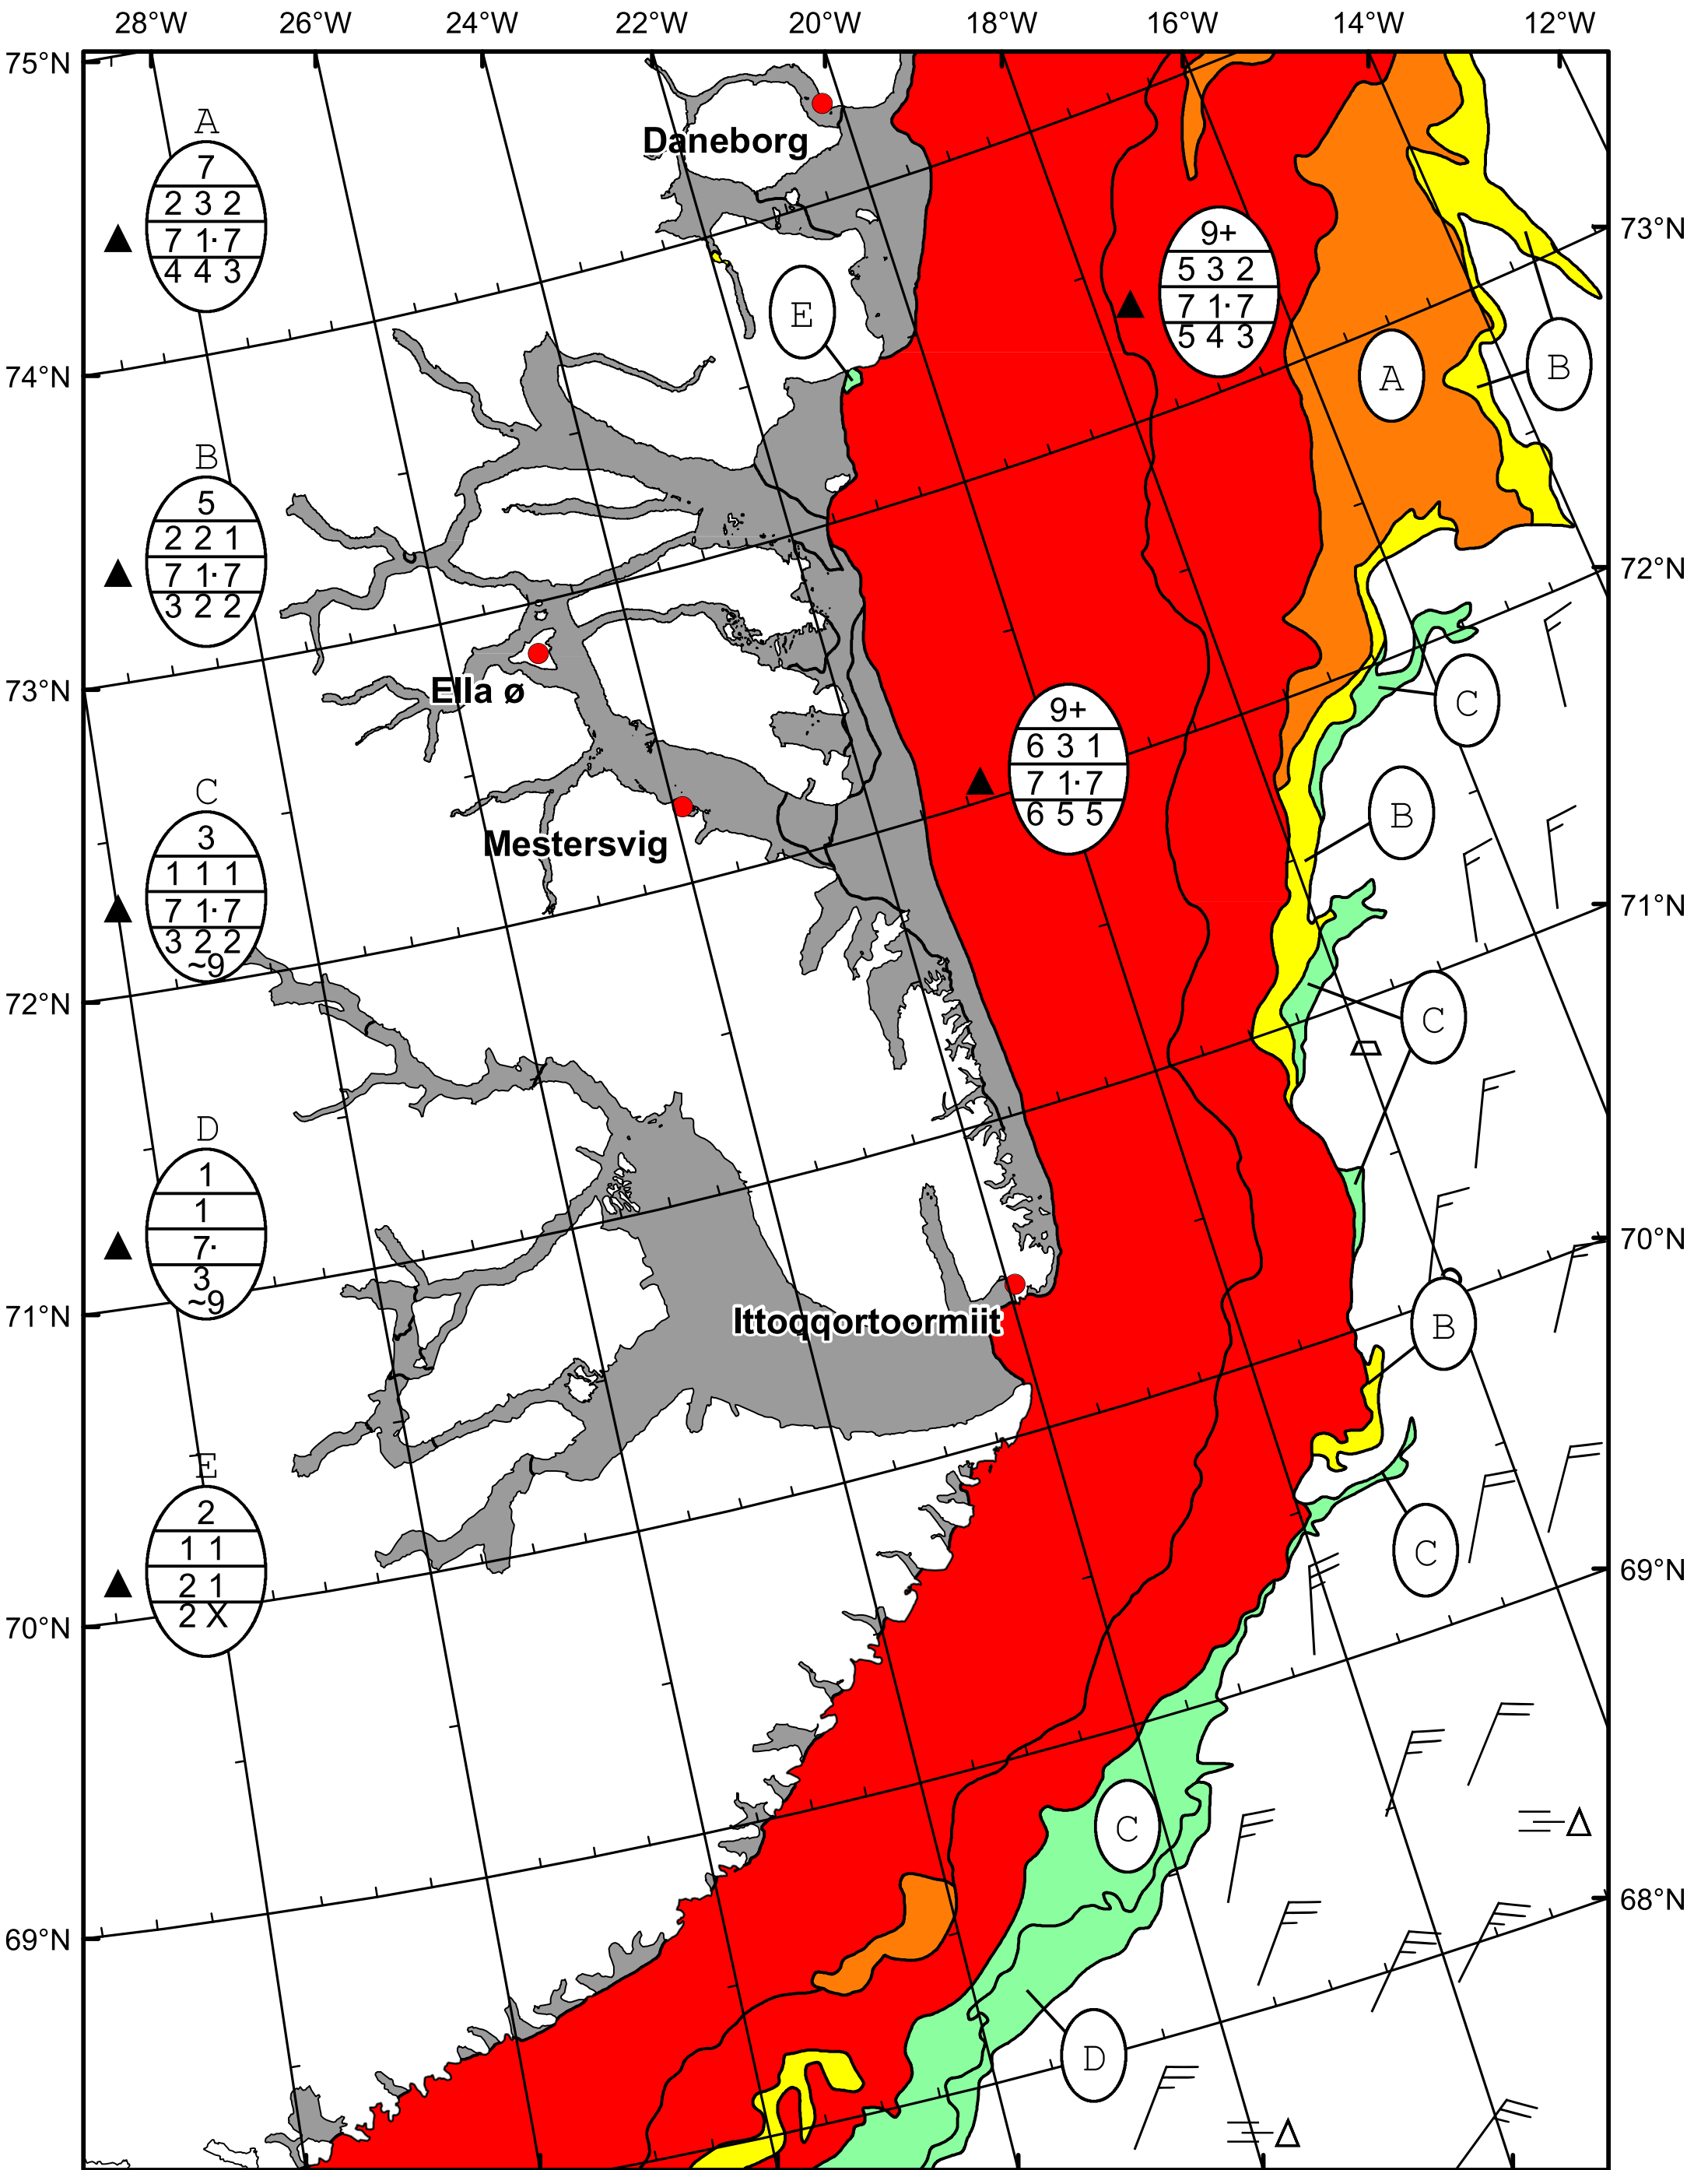 28°W 26°W 24°W 22°W 20°W 18°W 16°W 14°W 12°W
75°N
Daneborg
A
7
2 3 2
7 1· 7
4 4 3
73°N
9+
5 3 2
7 1· 7
5 4 3
E
A
B
74°N
B
5
2 2 1
7 1· 7
3 2 2
72°N
Ella ø
73°N
C
9+
6 3 1
7 1· 7
6 5 5
B
Mestersvig
C
3
1 1 1
7 1· 7
3 2 2
~9
71°N
72°N
C
D
1
1
7·
3
~9
70°N
71°N
Ittoqqortoormiit
B
E
2
1 1
2 1
2 X
C
69°N
70°N
C
68°N
69°N
D